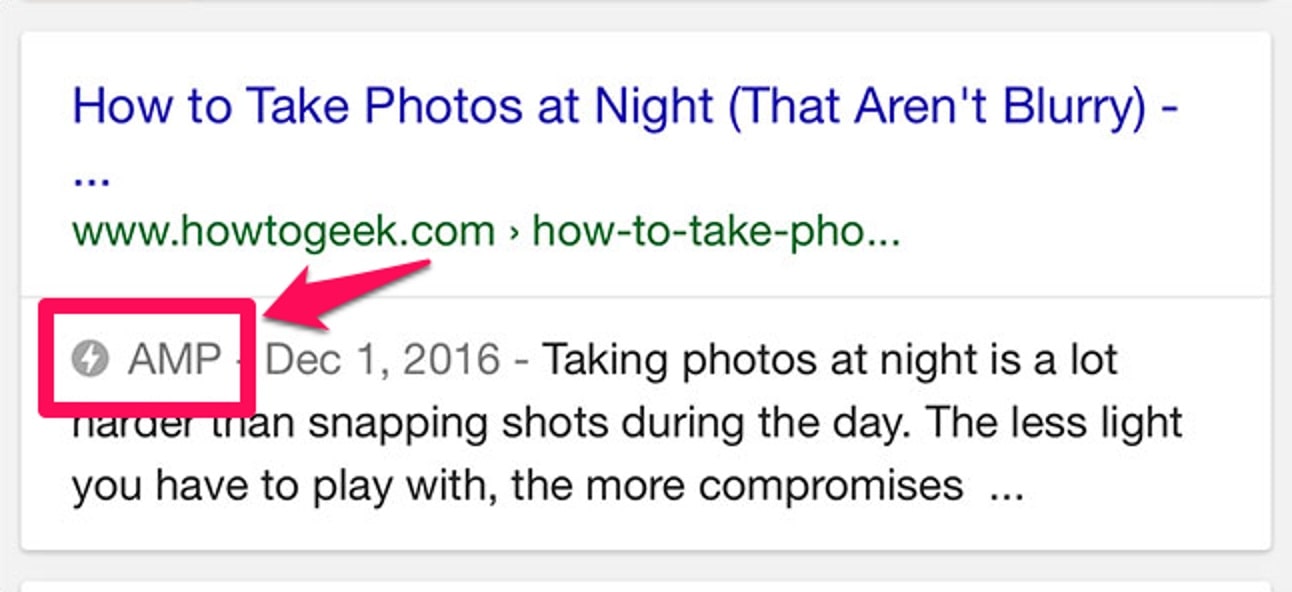 How to Take Photos at Night (That Aren't Blurry) -
...
www.howtogeek.com › how-to-take-pho...
AMP - Dec 1, 2016 - Taking photos at night is a lot
harder than snapping shots during the day. The less light
you have to play with, the more compromises ...